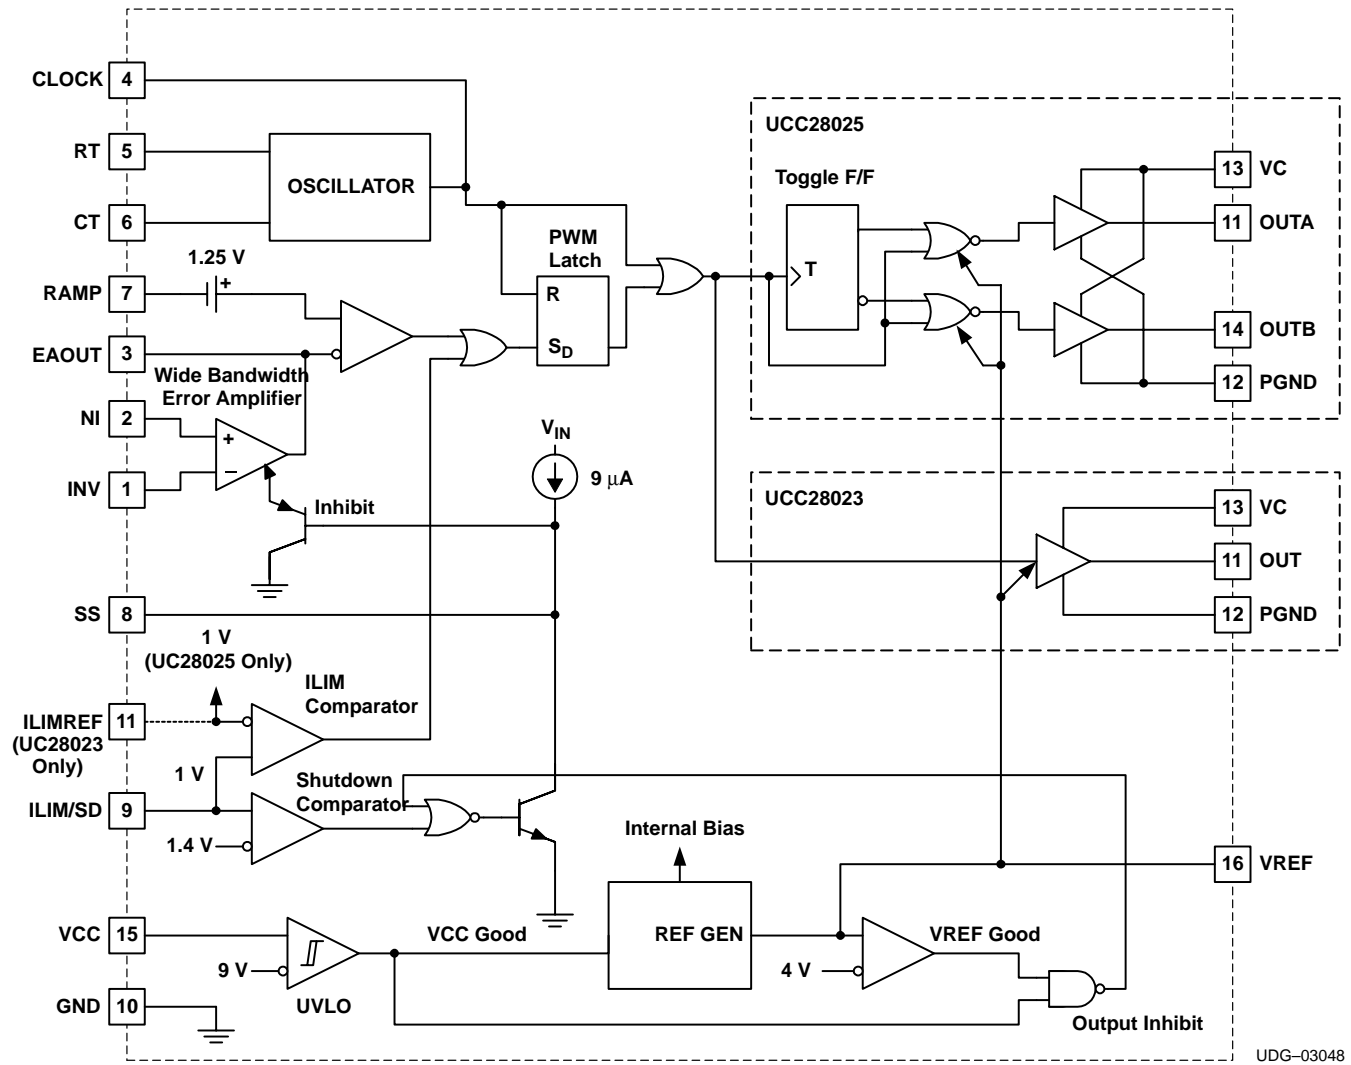 CLOCK 4
RT 5
CT 6
OSCILLATOR
1.25 V
+
RAMP 7
EAOUT 3
Wide Bandwidth
Error Amplifier
NI 2
+
−
INV 1
Inhibit
PWM
Latch
R
SD
VIN
9 μA
SS 8
1 V
(UC28025 Only)
ILIM
Comparator
ILIMREF 11
(UC28023
Only)
1 V
Shutdown
Comparator
ILIM/SD 9
1.4 V
Internal Bias
VCC 15
VCC Good
REF GEN
VREF Good
9 V
4 V
UVLO
GND 10
Output Inhibit
UCC28025
Toggle F/F
T
13 VC
11 OUTA
14 OUTB
12 PGND
UCC28023
13 VC
11 OUT
12 PGND
16 VREF
UDG–03048